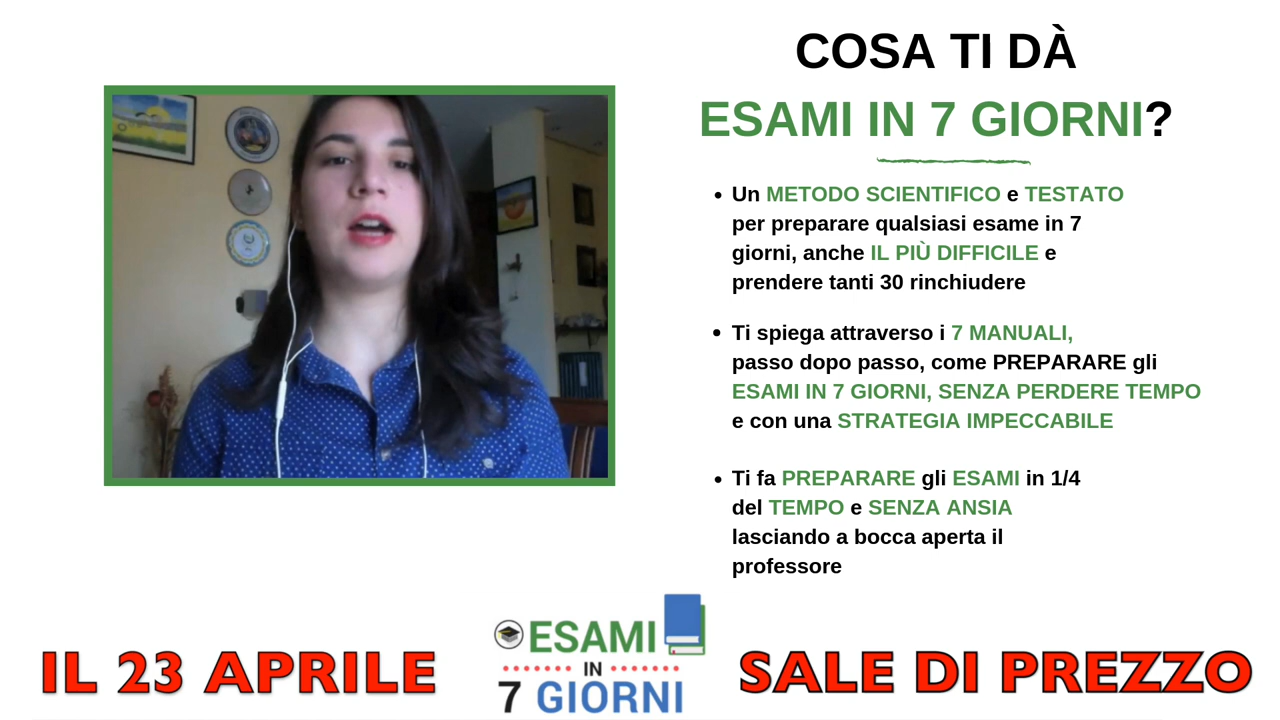 COSA TI DÀ
ESAMI IN 7 GIORNI?
• Un METODO SCIENTIFICO e TESTATO
per preparare qualsiasi esame in 7
giorni, anche IL PIÙ DIFFICILE e
prendere tanti 30 rinchiudere
• Ti spiega attraverso i 7 MANUALI,
passo dopo passo, come PREPARARE gli
ESAMI IN 7 GIORNI, SENZA PERDERE TEMPO
e con una STRATEGIA IMPECCABILE
• Ti fa PREPARARE gli ESAMI in 1/4
del TEMPO e SENZA ANSIA
lasciando a bocca aperta il
professore
IL 23 APRILE
ESAMI
IN
7 GIORNI
SALE DI PREZZO